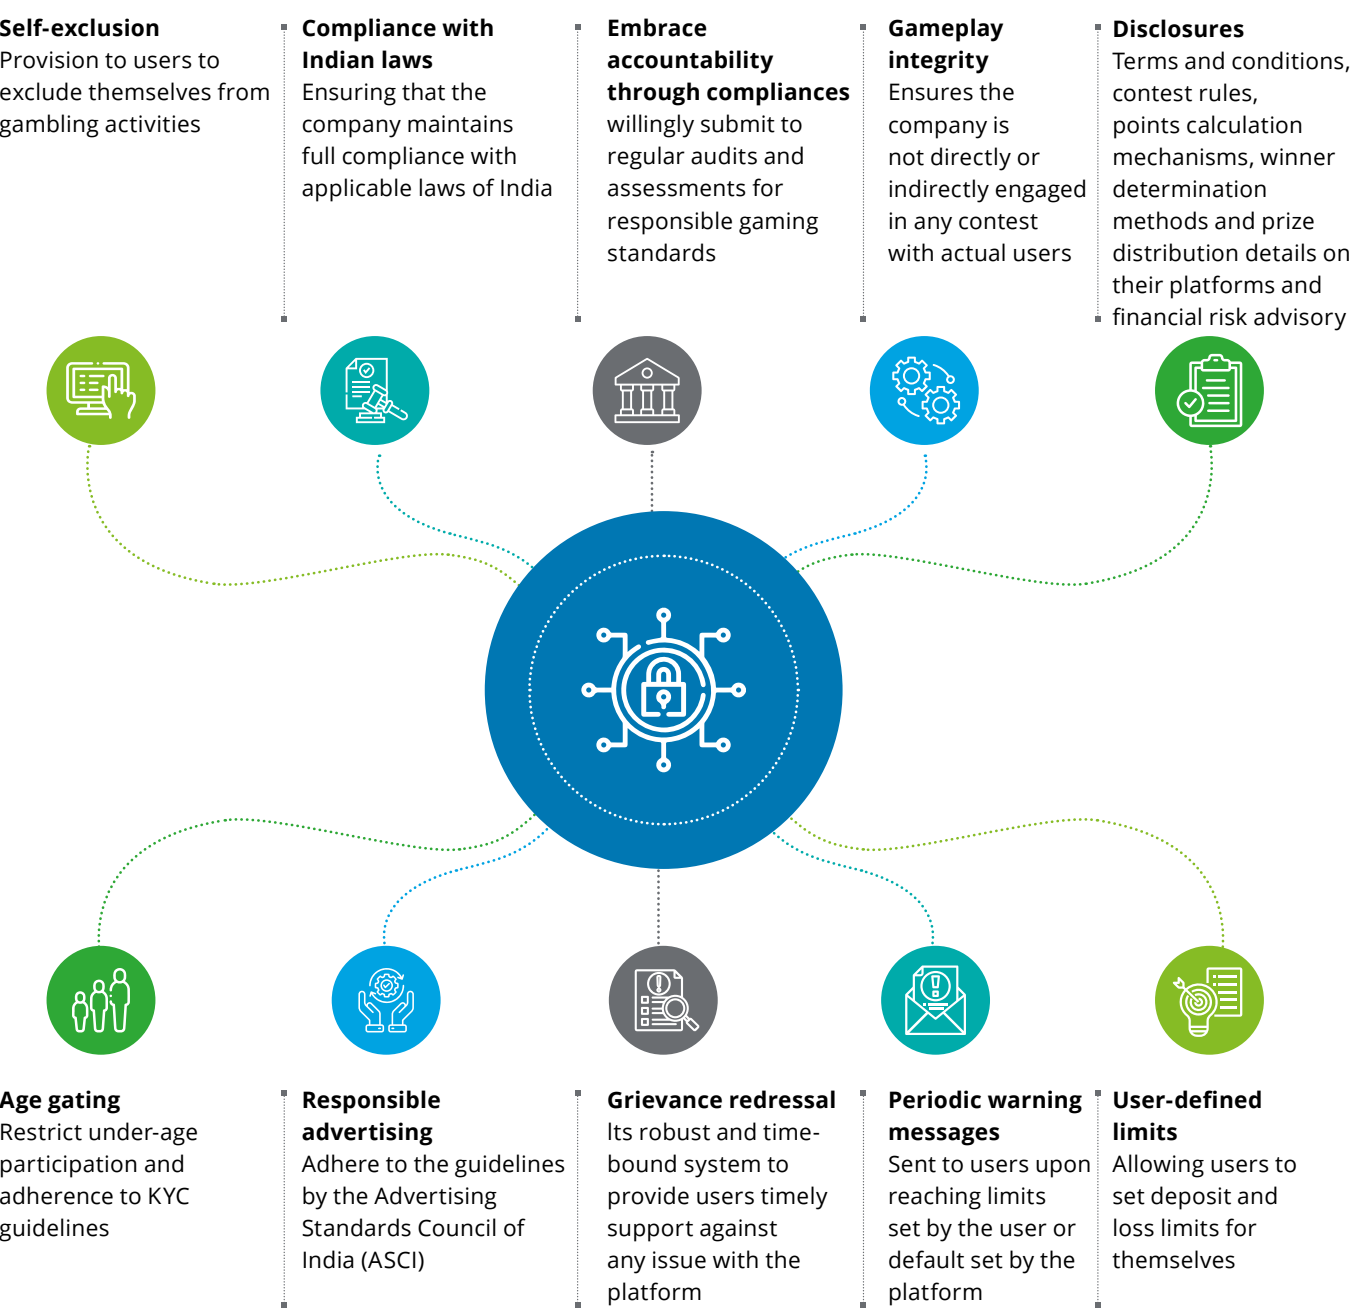 Self-exclusion
Provision to users to
exclude themselves from
gambling activities
Compliance with
Indian laws
Ensuring that the
company maintains
full compliance with
applicable laws of India
Embrace
accountability
through compliances
willingly submit to
regular audits and
assessments for
responsible gaming
standards
Gameplay
integrity
Ensures the
company is
not directly or
indirectly engaged
in any contest
with actual users
Disclosures
Terms and conditions,
contest rules,
points calculation
mechanisms, winner
determination
methods and prize
distribution details on
their platforms and
financial risk advisory
Age gating
Restrict under-age
participation and
adherence to KYC
guidelines
Responsible
advertising
Adhere to the guidelines
by the Advertising
Standards Council of
India (ASCI)
Grievance redressal
Its robust and time-
bound system to
provide users timely
support against
any issue with the
platform
Periodic warning
messages
Sent to users upon
reaching limits
set by the user or
default set by the
platform
User-defined
limits
Allowing users to
set deposit and
loss limits for
themselves